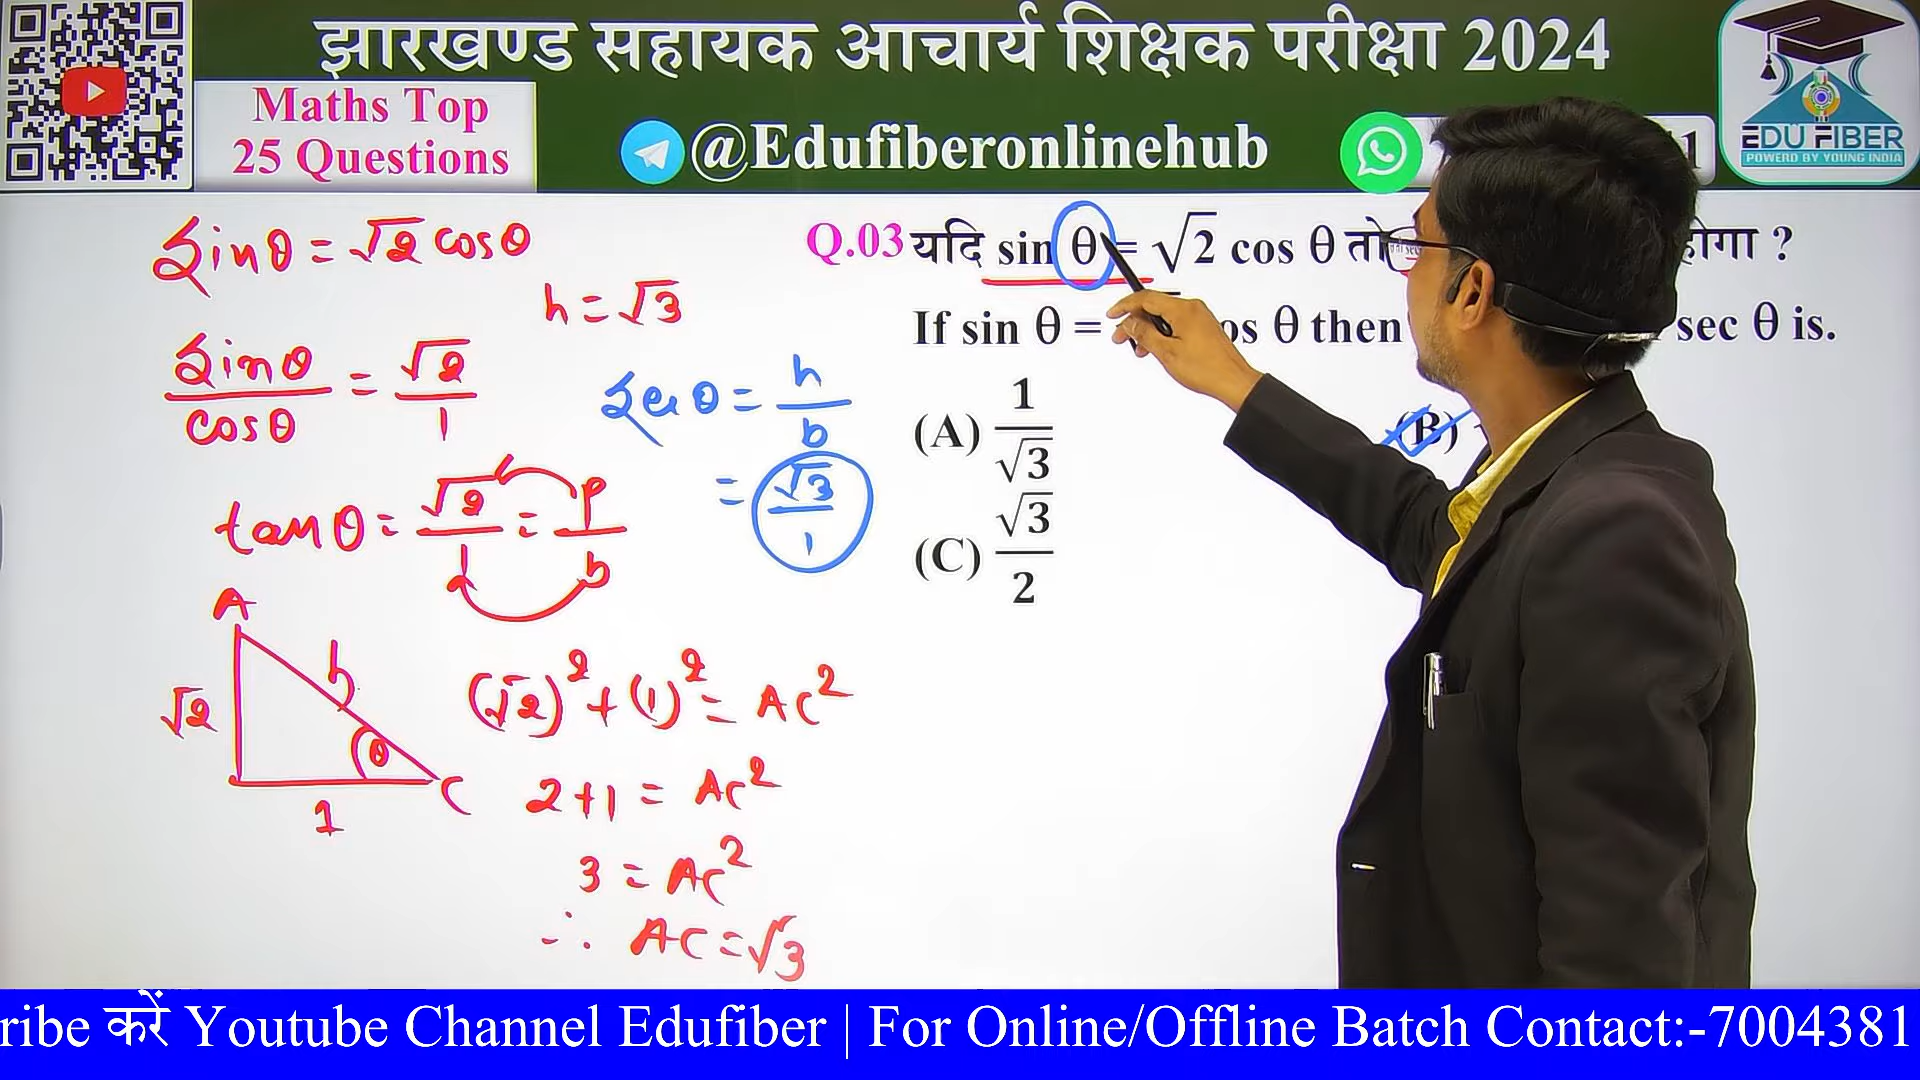 झारखण्ड सहायक आचार्य शिक्षक परीक्षा 2024
Maths Top
25 Questions
@Edufiberonlinehub
1
EDU FIBER
POWERD BY YOUNG INDIA
sinθ = √2 cosθ
h = √3
sinθ/cosθ = √2/1
secθ = h/b
= √3/1
tanθ = √2/1 = p/b
A
√2
h
θ
1
C
(√2)² + (1)² = AC²
2+1 = AC²
3 = AC²
∴ AC = √3
Q.03 यदि sin θ = √2 cos θ तो होगा ?
If sin θ = cos θ then sec θ is.
(A) 1/√3
(B)
(C) √3/2
ribe करें Youtube Channel Edufiber | For Online/Offline Batch Contact:-7004381